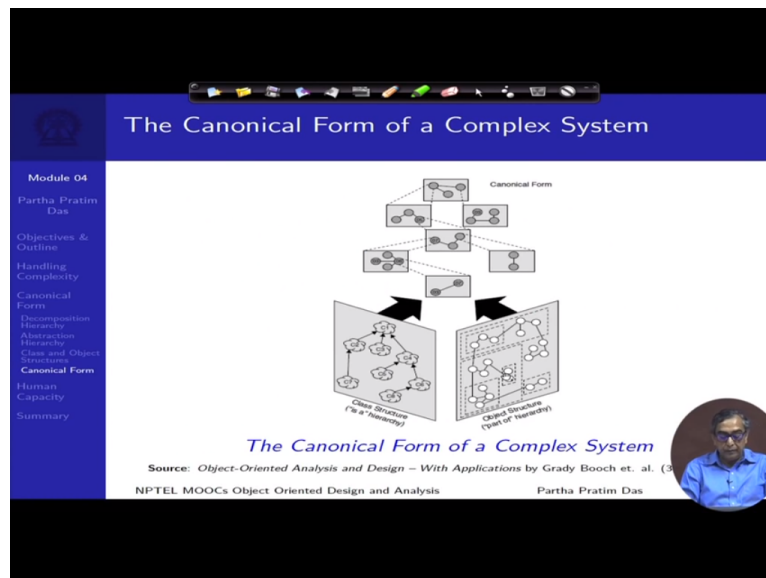 The Canonical Form of a Complex System
Module 04
Partha Pratim
Das
Objectives &
Outline
Handling
Complexity
Canonical
Form
Decomposition
Hierarchy
Abstraction
Hierarchy
Class and Object
Structures
Canonical Form
Human
Capacity
Summary
Canonical Form
Class Structure
("is a" hierarchy)
Object Structure
("part of" hierarchy)
The Canonical Form of a Complex System
Source: Object-Oriented Analysis and Design – With Applications by Grady Booch et. al. (3
NPTEL MOOCs Object Oriented Design and Analysis
Partha Pratim Das